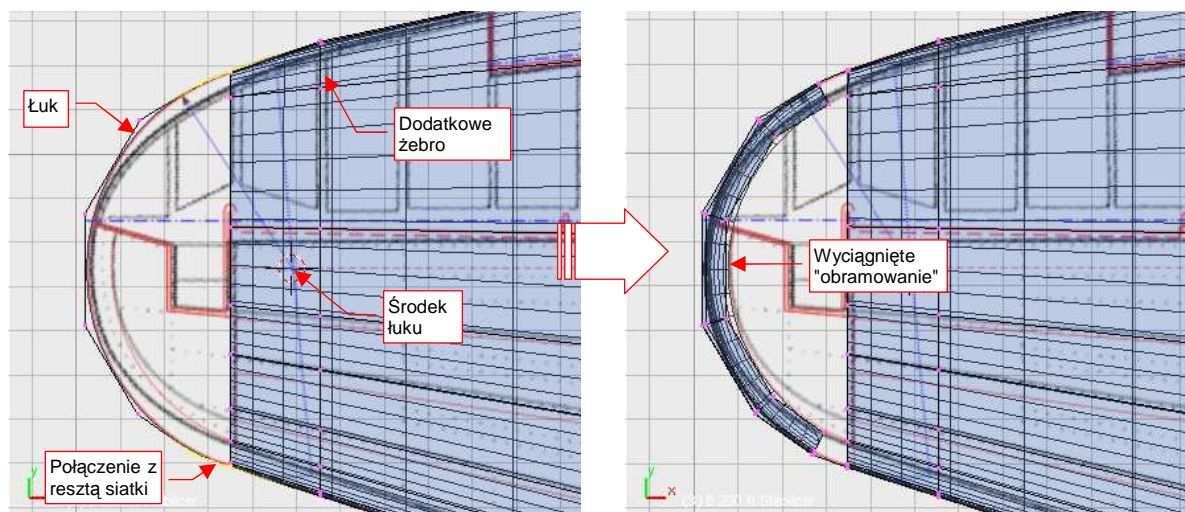 Łuk
Dodatkowe
żebro
Środek
łuku
Połączenie z
resztą siatki
y
Wyciągnięte
"obramowanie"
y
x